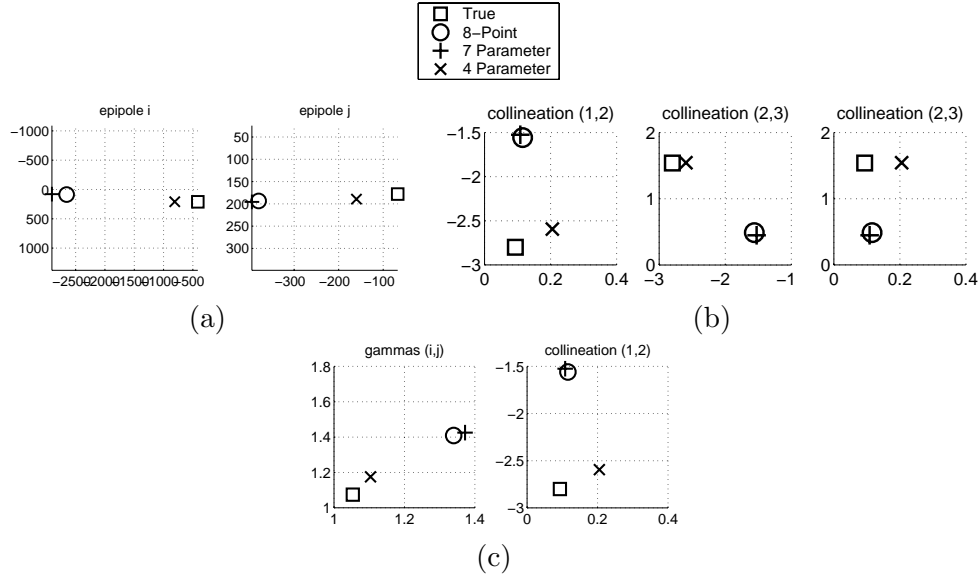 True
8−Point
7 Parameter
4 Parameter
epipole i
−1000
−500
0
500
1000
−2500−2000−1500−1000−500
epipole j
50
100
150
200
250
300
−300 −200 −100
collineation (1,2)
−1.5
−2
−2.5
−3
0 0.2 0.4
collineation (2,3)
2
1
0
−3 −2 −1
collineation (2,3)
2
1
0
0 0.2 0.4
(a)
(b)
gammas (i,j)
1.8
1.6
1.4
1.2
1
1 1.2 1.4
collineation (1,2)
−1.5
−2
−2.5
−3
0 0.2 0.4
(c)